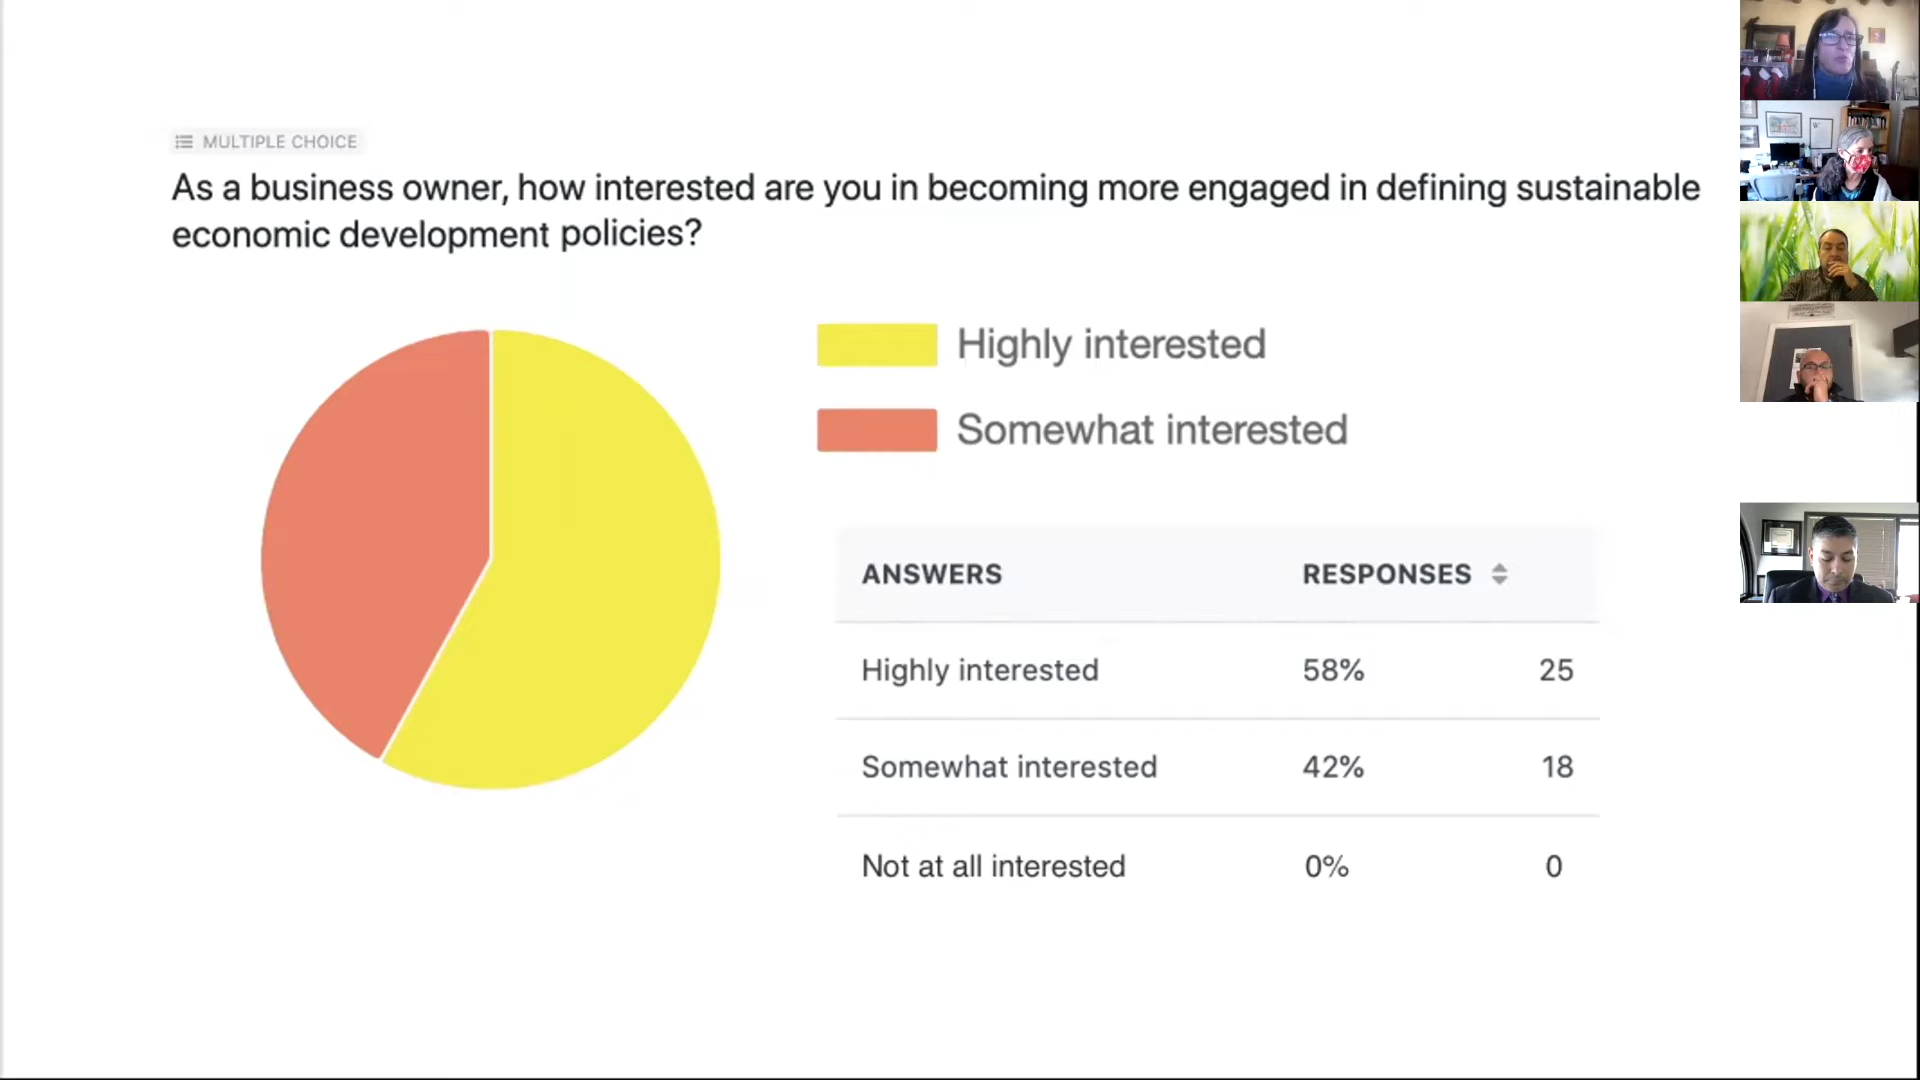 MULTIPLE CHOICE
As a business owner, how interested are you in becoming more engaged in defining sustainable
economic development policies?
Highly interested
Somewhat interested
ANSWERS RESPONSES
Highly interested 58% 25
Somewhat interested 42% 18
Not at all interested 0% 0